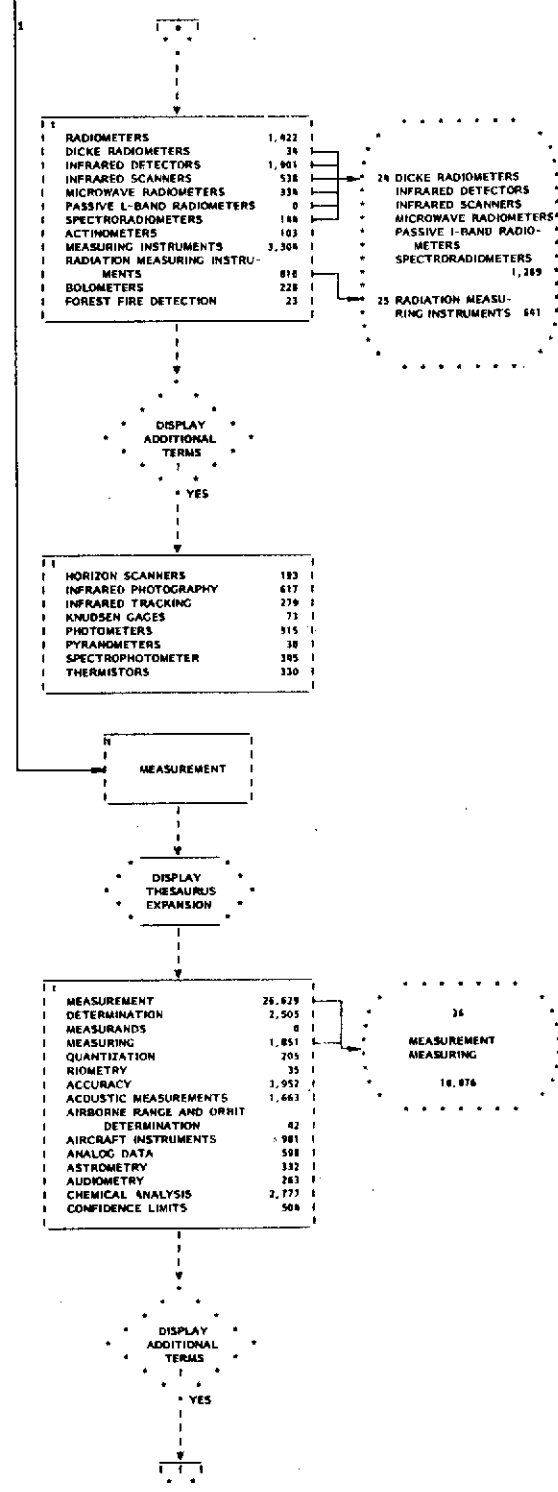 1
RADIOMETERS 1,422
DICKE RADIOMETERS 34
INFRARED DETECTORS 1,901
INFRARED SCANNERS 538
MICROWAVE RADIOMETERS 334
PASSIVE L-BAND RADIOMETERS 0
SPECTRORADIOMETERS 144
ACTINOMETERS 103
MEASURING INSTRUMENTS 3,304
RADIATION MEASURING INSTRU-
MENTS 810
BOLOMETERS 228
FOREST FIRE DETECTION 23
24 DICKE RADIOMETERS
INFRARED DETECTORS
INFRARED SCANNERS
MICROWAVE RADIOMETERS
PASSIVE I-BAND RADIO-
METERS
SPECTRORADIOMETERS
1,269
25 RADIATION MEASU-
RING INSTRUMENTS 641
DISPLAY
ADDITIONAL
TERMS
?
YES
HORIZON SCANNERS 193
INFRARED PHOTOGRAPHY 617
INFRARED TRACKING 279
KNUDSEN GAGES 73
PHOTOMETERS 915
PYRANOMETERS 38
SPECTROPHOTOMETER
THERMISTORS 330
MEASUREMENT
DISPLAY
THESAURUS
EXPANSION
MEASUREMENT 26,629
DETERMINATION 2,505
MEASURANDS 0
MEASURING 1,851
QUANTIZATION 205
RIOMETRY 35
ACCURACY 3,952
ACOUSTIC MEASUREMENTS 1,663
AIRBORNE RANGE AND ORBIT
DETERMINATION 42
AIRCRAFT INSTRUMENTS 981
ANALOG DATA 598
ASTROMETRY 332
AUDIOMETRY 263
CHEMICAL ANALYSIS 2,777
CONFIDENCE LIMITS 504
26
MEASUREMENT
MEASURING
18,076
DISPLAY
ADDITIONAL
TERMS
?
YES